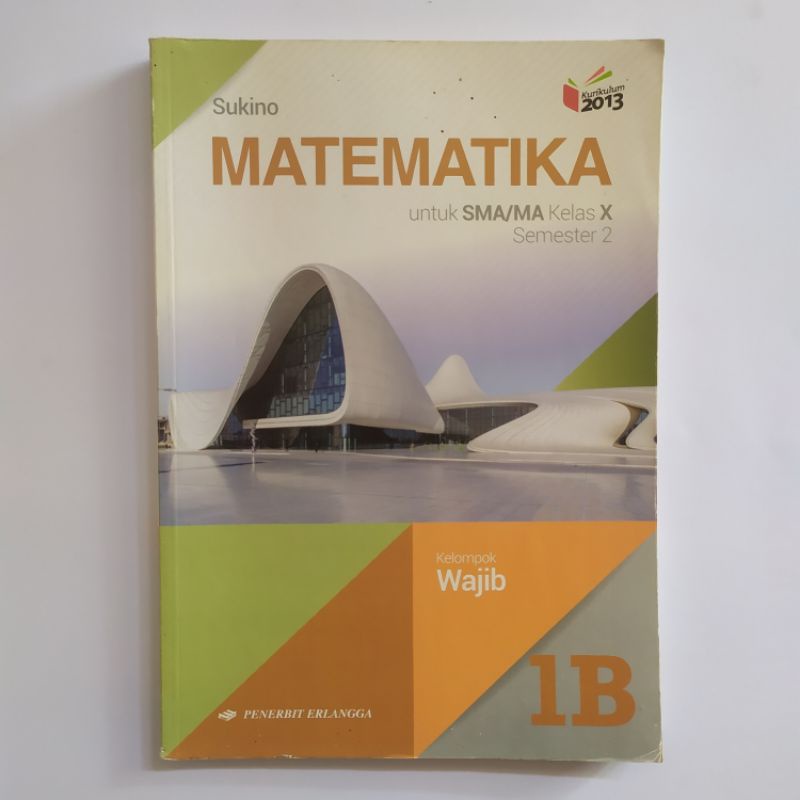 Sukino
Kurikulum
2013
MATEMATIKA
untuk SMA/MA Kelas X
Semester 2
Kelompok
Wajib
1B
PENERBIT ERLANGGA